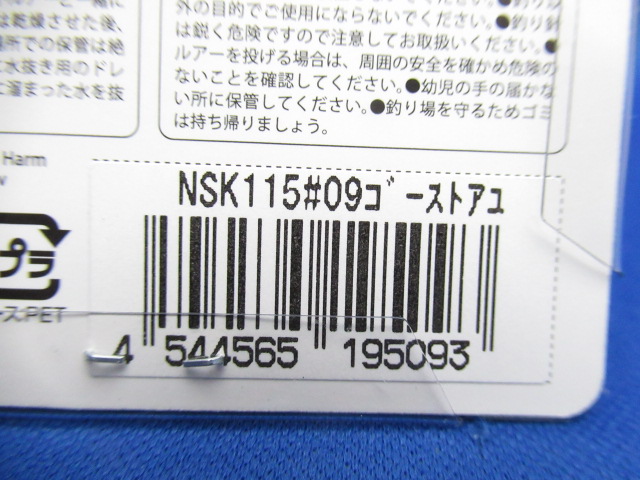 外の目的でご使用にならないでください。●釣り
は鋭く危険ですので注意してお取扱いください。
ルアーを投げる場合は、周囲の安全を確かめ危険の
ないことを確認してください。●幼児の手の届かな
い所に保管してください。●釣り場を守るためゴミ
は持ち帰りましょう。
は乾燥させた後、
場所での保管は絶
に水抜き用のドレ
に溜まった水を抜
Harm
プラ
ース:PET
NSK115#09ゴーストアユ
4 544565 195093